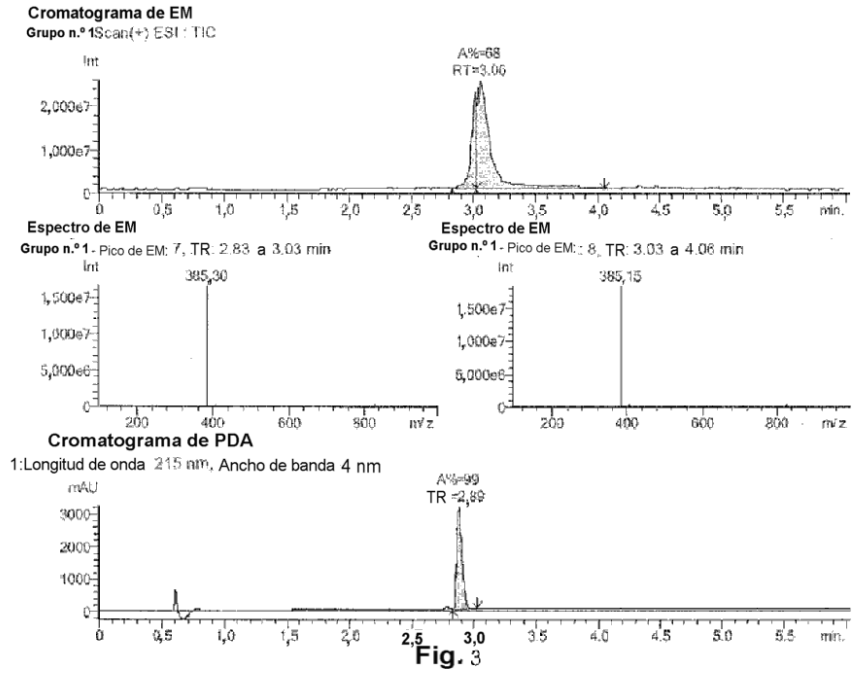 Cromatograma de EM
Grupo n.º 1 Scan(+) ESI : TIC
Int
A%=68
RT=3.06
2,000e7
1,000e7
0
0 0,5 1,0 1,5 2,0 2,5 3,0 3,5 4,0 4,5 5,0 5,5 min.
Espectro de EM
Grupo n.º 1 - Pico de EM: 7, TR: 2.83 a 3.03 min
Int
385,30
1,500e7
1,000e7
5,000e6
0
200 400 600 800 m/z
Espectro de EM
Grupo n.º 1 - Pico de EM: : 8, TR: 3.03 a 4.06 min
Int
385,15
1,500e7
1,000e7
5,000e6
0
200 400 600 800 m/z
Cromatograma de PDA
1:Longitud de onda 215 nm, Ancho de banda 4 nm
mAU
A%=99
TR =2,89
3000
2000
1000
0
0 0,5 1,0 1,5 2,0 2,5 3,0 3.5 4.0 4.5 5.0 5.5 min.
Fig. 3